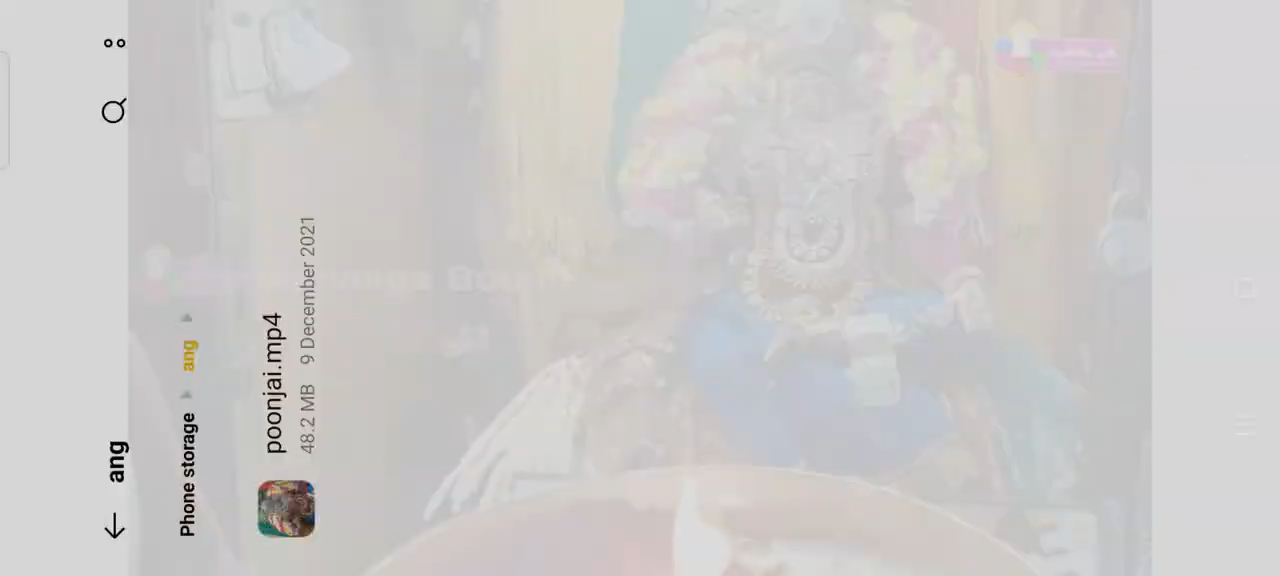 ang
Phone storage ang
poonjai.mp4
48.2 MB 9 December 2021